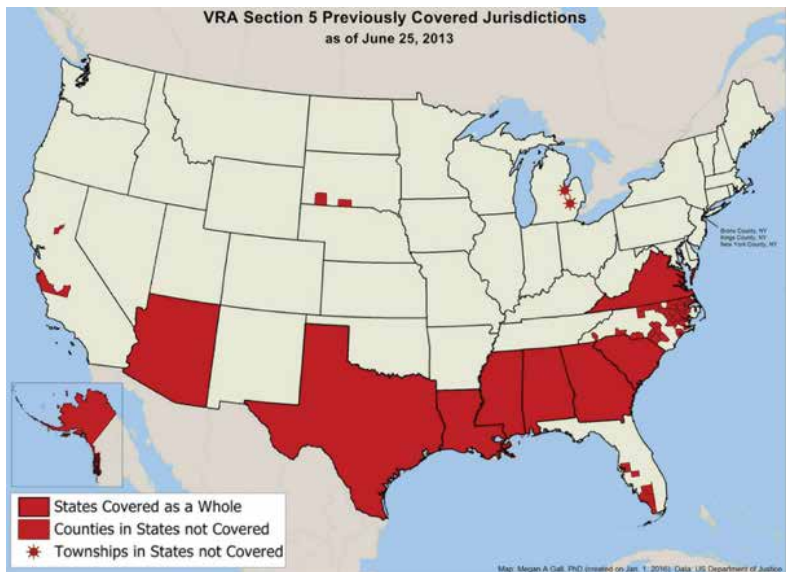 VRA Section 5 Previously Covered Jurisdictions
as of June 25, 2013
Bronx County, NY
Kings County, NY
New York County, NY
States Covered as a Whole
Counties in States not Covered
Townships in States not Covered
Map: Megan A Gall, PhD (created on Jan. 1, 2016) Data: US Department of Justice